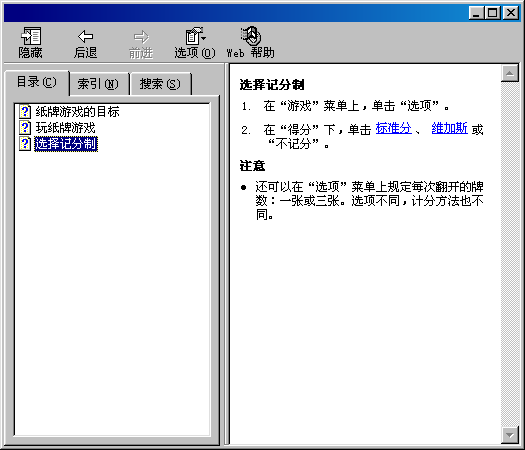 隐藏 后退 前进 选项(O) Web 帮助
目录(C) 索引(N) 搜索(S)
纸牌游戏的目标
玩纸牌游戏
选择记分制
选择记分制
1. 在“游戏”菜单上，单击“选项”。
2. 在“得分”下，单击 标准分 、 维加斯 或
“不记分”。
注意
● 还可以在“选项”菜单上规定每次翻开的牌
数：一张或三张。选项不同，计分方法也不
同。